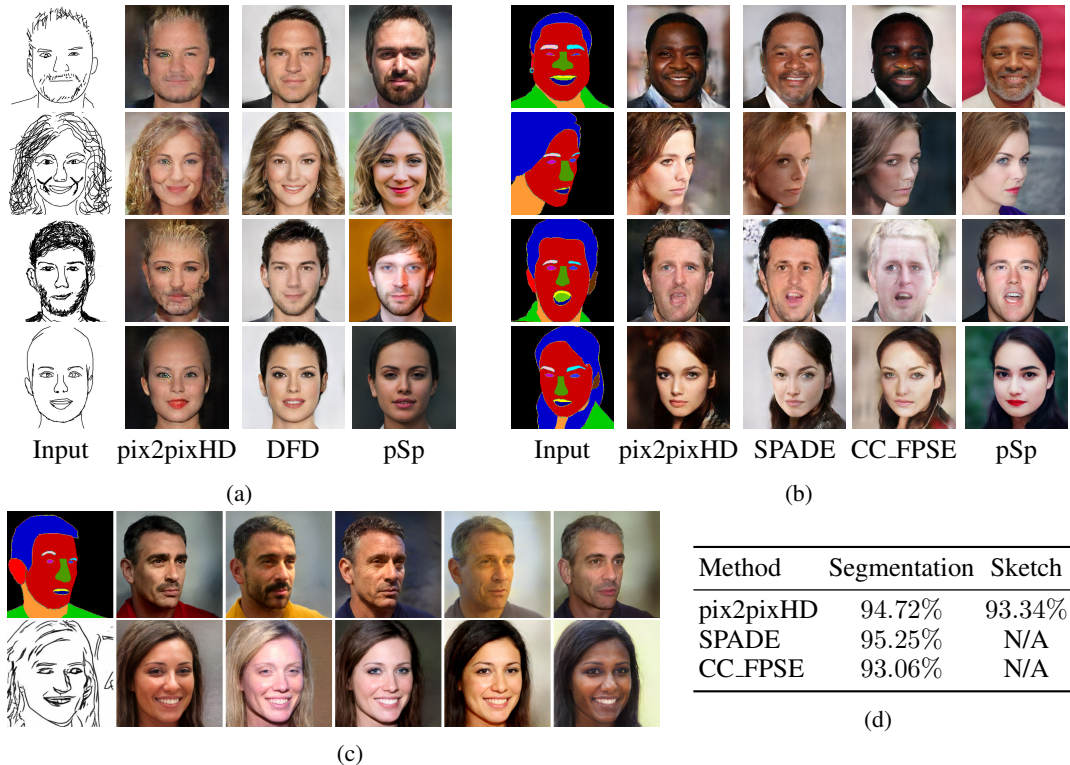 Input pix2pixHD DFD pSp
(a)
Input pix2pixHD SPADE CC_FPSE pSp
(b)
(c)
Method Segmentation Sketch
pix2pixHD 94.72% 93.34%
SPADE 95.25% N/A
CC_FPSE 93.06% N/A
(d)